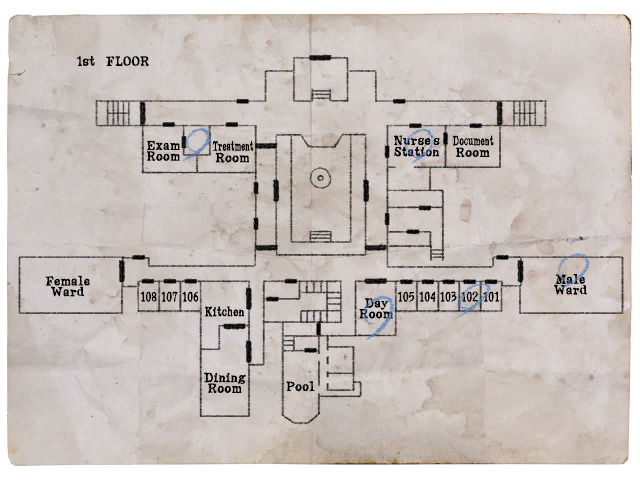 1st FLOOR
Exam
Room
Treatment
Room
Nurse's
Station
Document
Room
Female
Ward
108 107 106
Kitchen
Dining
Room
Pool
Day
Room
105 104 103 102 101
Male
Ward